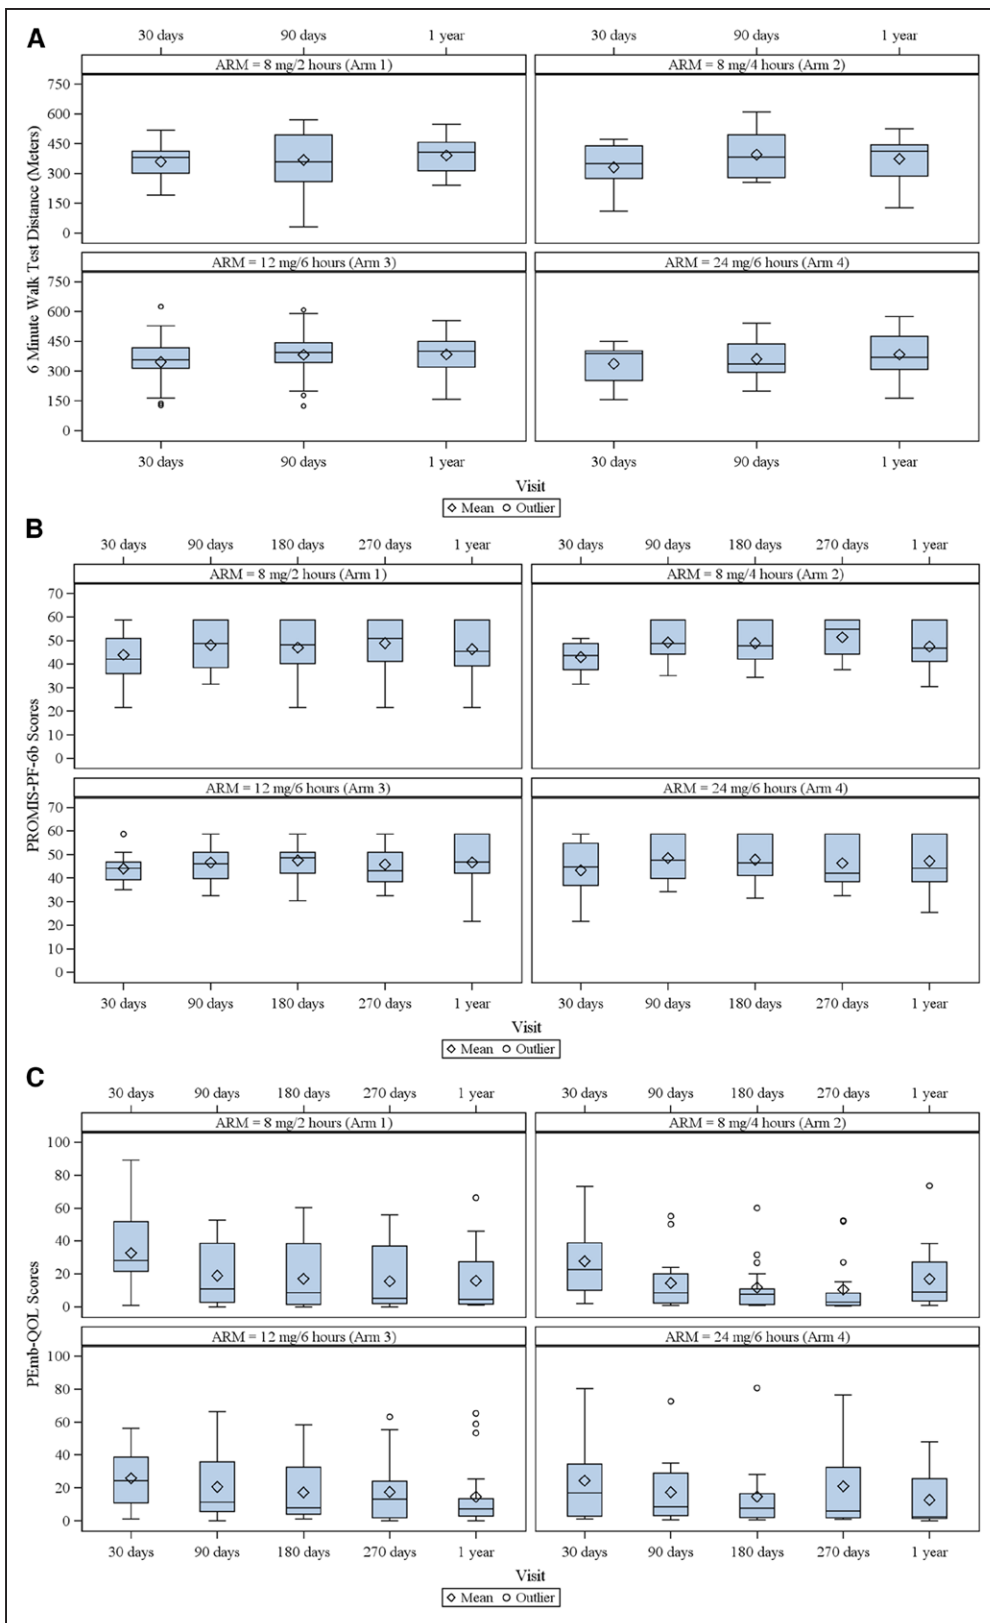 A
30 days 90 days 1 year 30 days 90 days 1 year
ARM = 8 mg/2 hours (Arm 1) ARM = 8 mg/4 hours (Arm 2)
750
600
450
300
150
0
6 Minute Walk Test Distance (Meters)
ARM = 12 mg/6 hours (Arm 3) ARM = 24 mg/6 hours (Arm 4)
750
600
450
300
150
0
30 days 90 days 1 year 30 days 90 days 1 year
Visit
Mean Outlier
B
30 days 90 days 180 days 270 days 1 year 30 days 90 days 180 days 270 days 1 year
ARM = 8 mg/2 hours (Arm 1) ARM = 8 mg/4 hours (Arm 2)
70
60
50
40
30
20
10
0
PROMIS-PF-6b Scores
ARM = 12 mg/6 hours (Arm 3) ARM = 24 mg/6 hours (Arm 4)
70
60
50
40
30
20
10
0
30 days 90 days 180 days 270 days 1 year 30 days 90 days 180 days 270 days 1 year
Visit
Mean Outlier
C
30 days 90 days 180 days 270 days 1 year 30 days 90 days 180 days 270 days 1 year
ARM = 8 mg/2 hours (Arm 1) ARM = 8 mg/4 hours (Arm 2)
100
80
60
40
20
0
PEmb-QOL Scores
ARM = 12 mg/6 hours (Arm 3) ARM = 24 mg/6 hours (Arm 4)
100
80
60
40
20
0
30 days 90 days 180 days 270 days 1 year 30 days 90 days 180 days 270 days 1 year
Visit
Mean Outlier